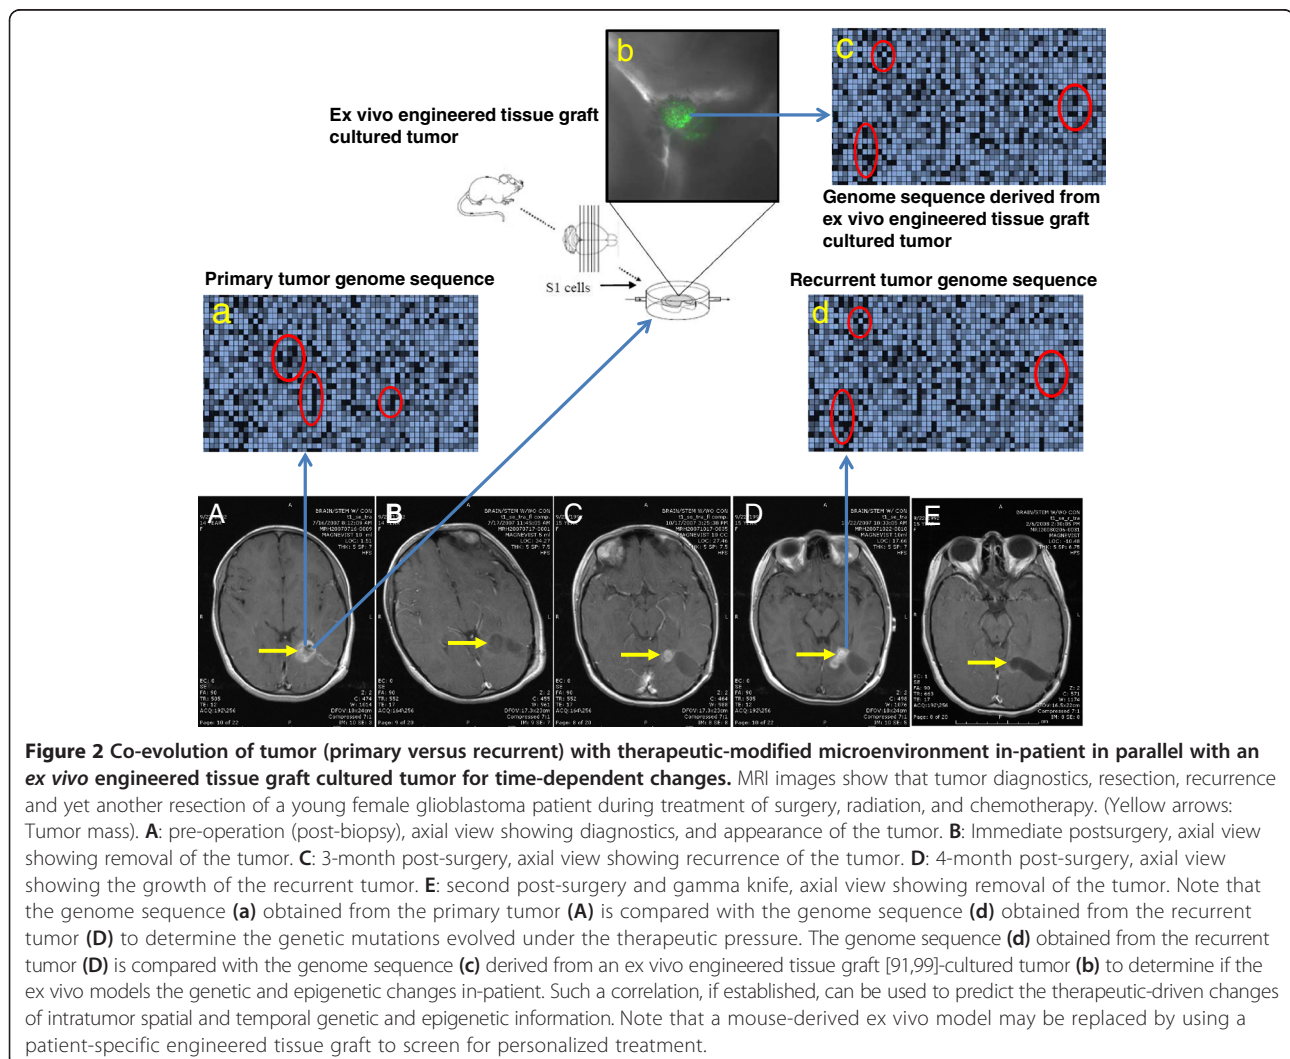 b
c
Ex vivo engineered tissue graft
cultured tumor
Genome sequence derived from
ex vivo engineered tissue graft
cultured tumor
S1 cells
Primary tumor genome sequence
Recurrent tumor genome sequence
a
d
A
B
C
D
E
Figure 2 Co-evolution of tumor (primary versus recurrent) with therapeutic-modified microenvironment in-patient in parallel with an
ex vivo engineered tissue graft cultured tumor for time-dependent changes. MRI images show that tumor diagnostics, resection, recurrence
and yet another resection of a young female glioblastoma patient during treatment of surgery, radiation, and chemotherapy. (Yellow arrows:
Tumor mass). A: pre-operation (post-biopsy), axial view showing diagnostics, and appearance of the tumor. B: Immediate postsurgery, axial view
showing removal of the tumor. C: 3-month post-surgery, axial view showing recurrence of the tumor. D: 4-month post-surgery, axial view
showing the growth of the recurrent tumor. E: second post-surgery and gamma knife, axial view showing removal of the tumor. Note that
the genome sequence (a) obtained from the primary tumor (A) is compared with the genome sequence (d) obtained from the recurrent
tumor (D) to determine the genetic mutations evolved under the therapeutic pressure. The genome sequence (d) obtained from the recurrent
tumor (D) is compared with the genome sequence (c) derived from an ex vivo engineered tissue graft [91,99]-cultured tumor (b) to determine if the
ex vivo models the genetic and epigenetic changes in-patient. Such a correlation, if established, can be used to predict the therapeutic-driven changes
of intratumor spatial and temporal genetic and epigenetic information. Note that a mouse-derived ex vivo model may be replaced by using a
patient-specific engineered tissue graft to screen for personalized treatment.